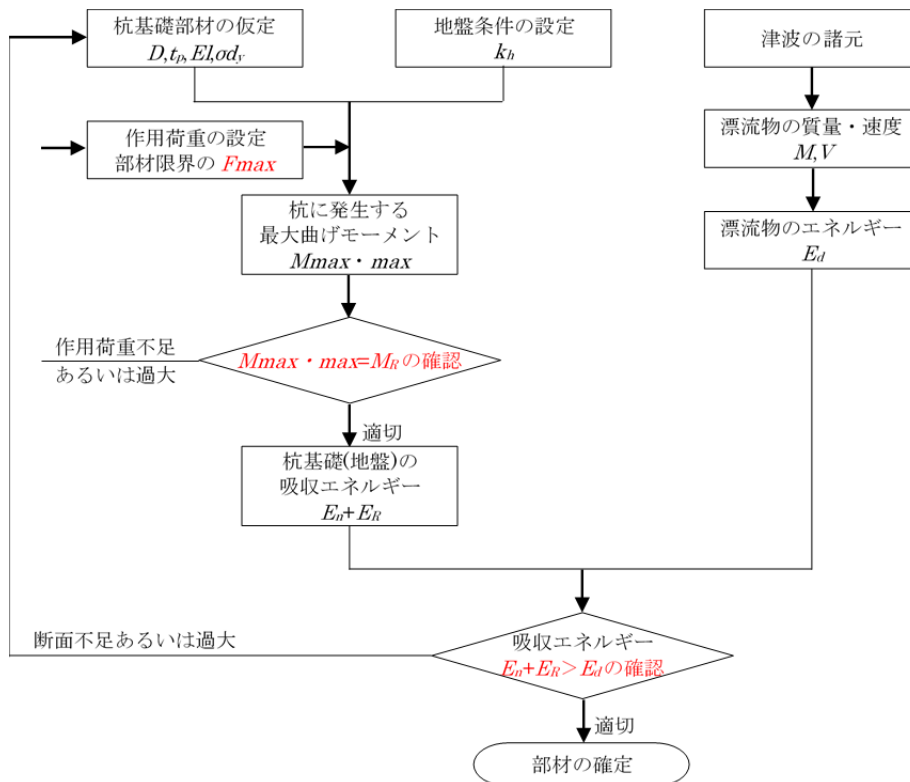 杭基礎部材の仮定
D,tp,EI,σdy
地盤条件の設定
kh
津波の諸元
作用荷重の設定
部材限界の Fmax
漂流物の質量・速度
M,V
杭に発生する
最大曲げモーメント
Mmax・max
漂流物のエネルギー
Ed
作用荷重不足
あるいは過大
Mmax・max=MRの確認
適切
杭基礎(地盤)の
吸収エネルギー
En+ER
断面不足あるいは過大
吸収エネルギー
En+ER＞Edの確認
適切
部材の確定